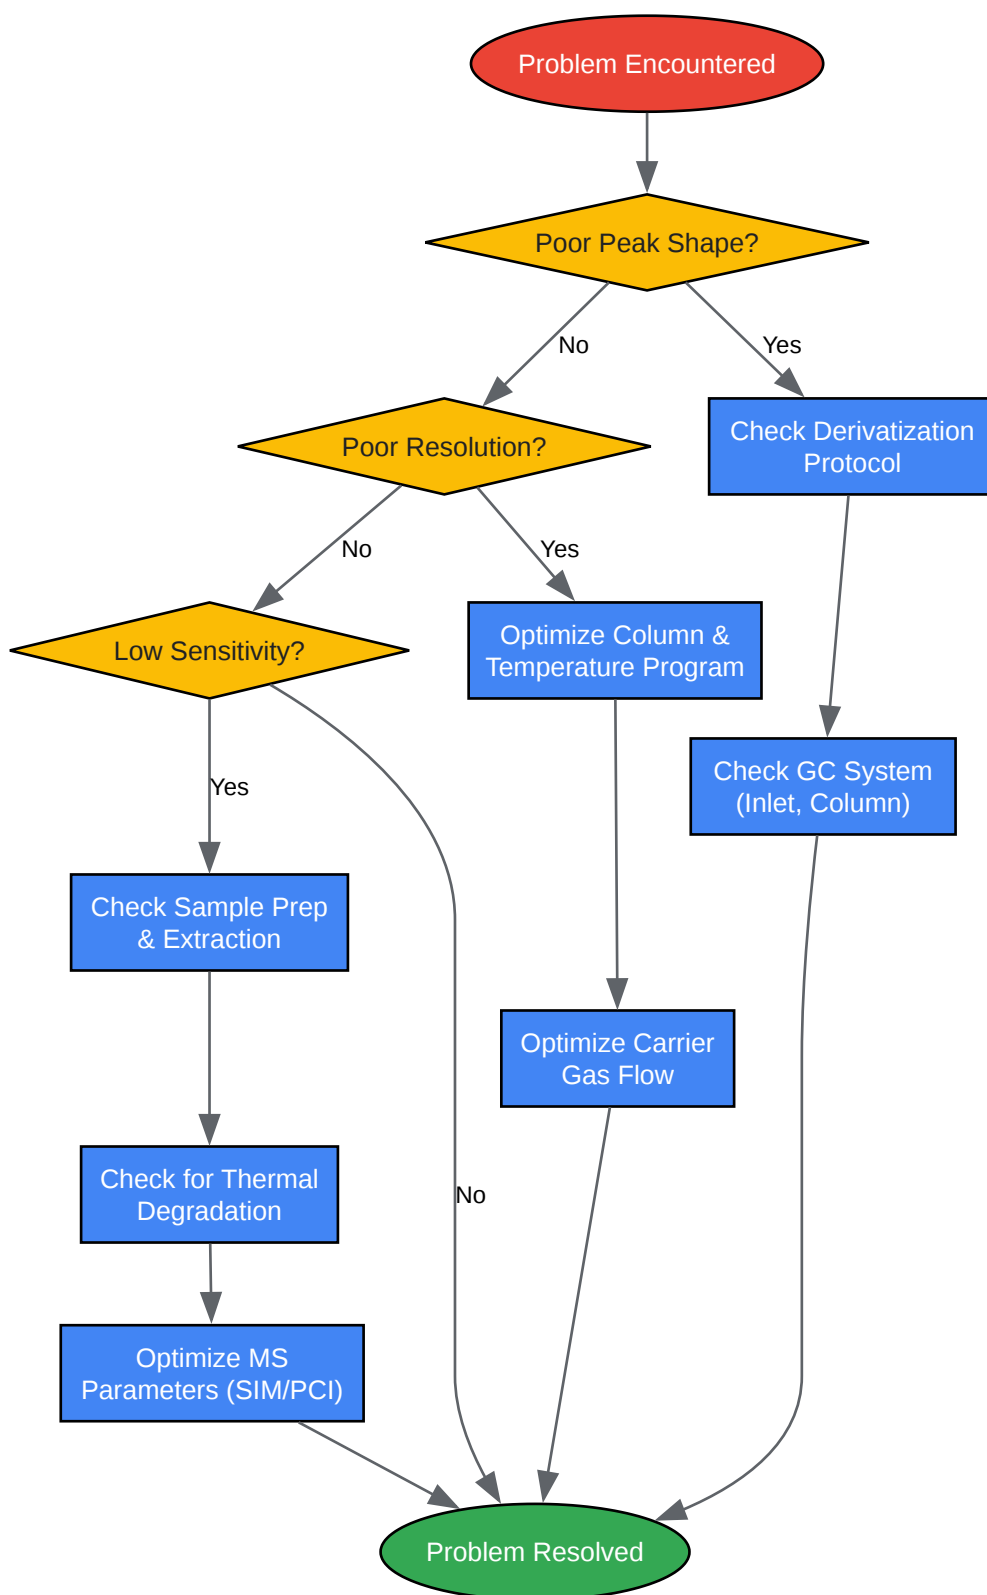 Problem Encountered
Poor Peak Shape?
No
Yes
Check Derivatization
Protocol
Poor Resolution?
No
Yes
Low Sensitivity?
Optimize Column &
Temperature Program
Check GC System
(Inlet, Column)
Yes
Check Sample Prep
& Extraction
Optimize Carrier
Gas Flow
Check for Thermal
Degradation
No
Optimize MS
Parameters (SIM/PCI)
Problem Resolved